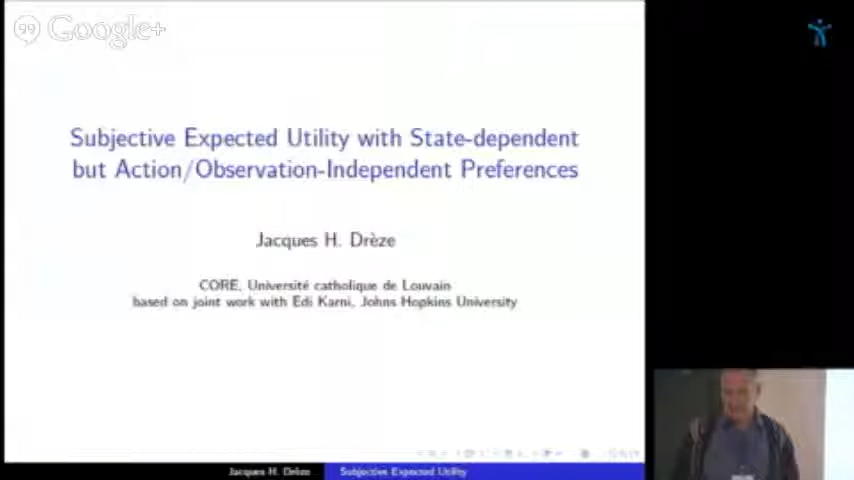 Google+
Subjective Expected Utility with State-dependent
but Action/Observation-Independent Preferences
Jacques H. Drèze
CORE, Université catholique de Louvain
based on joint work with Edi Karni, Johns Hopkins University
Jacques H. Drèze
Subjective Expected Utility